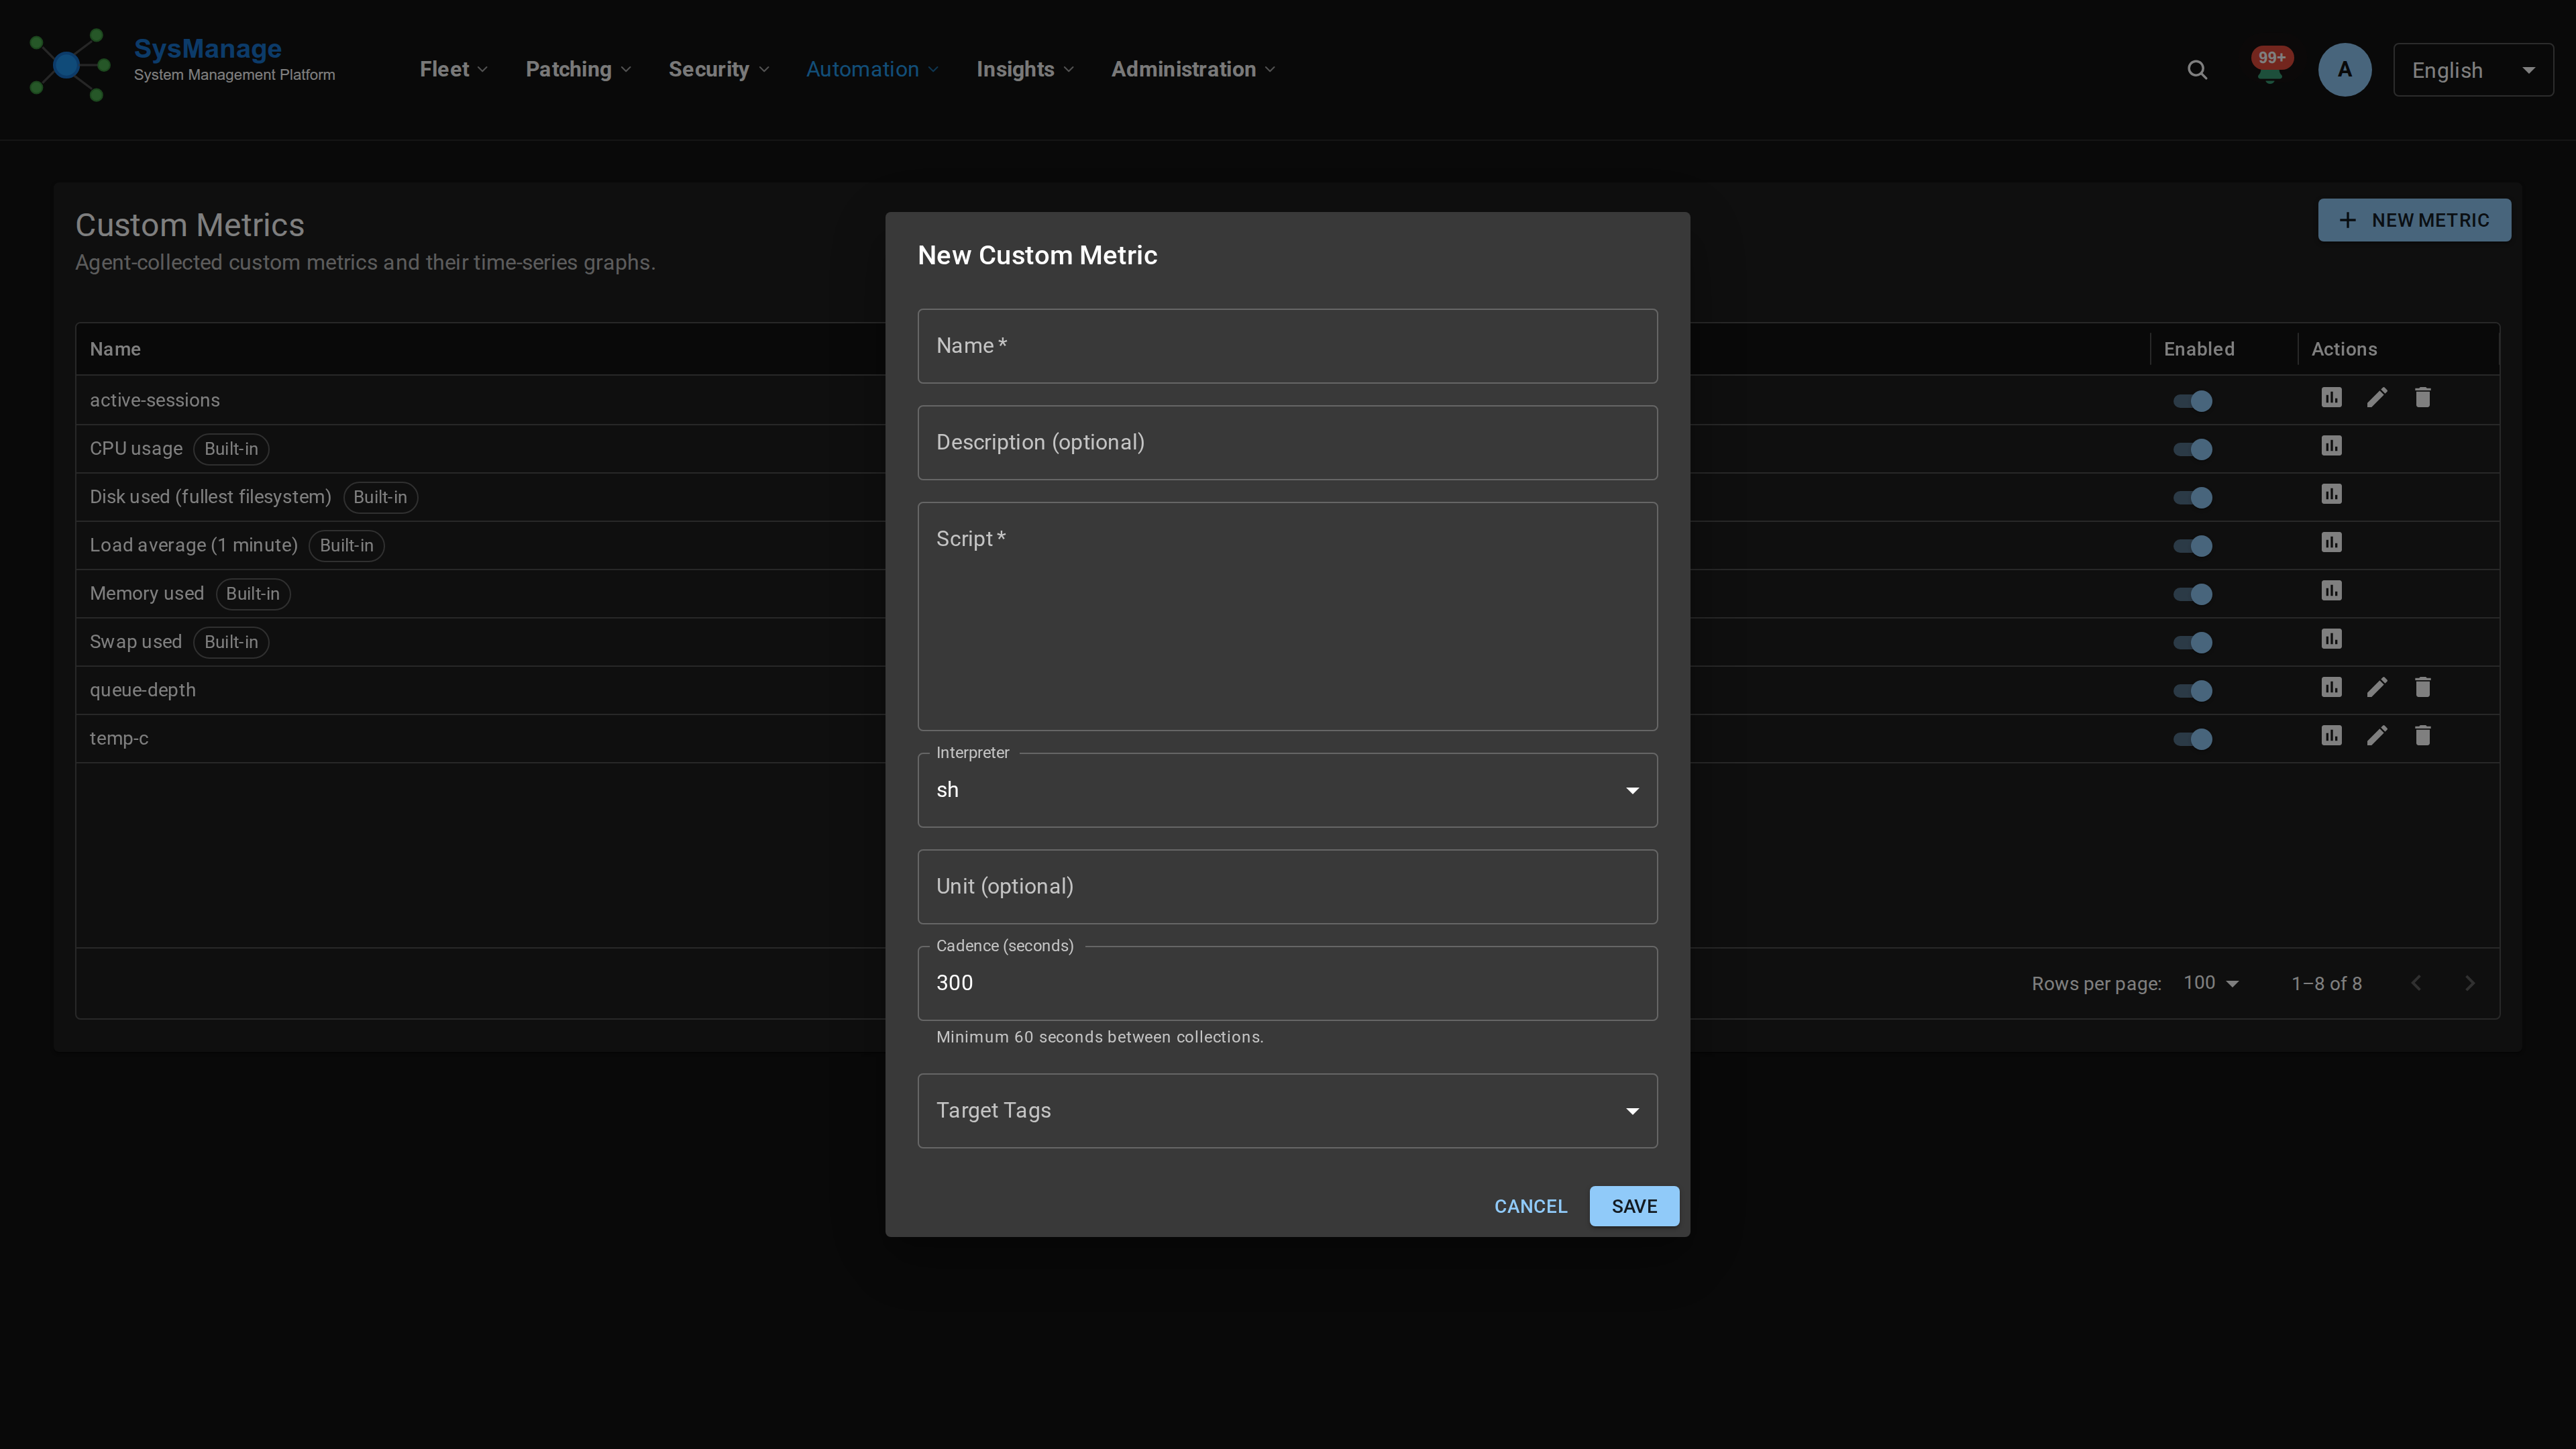 SysManage
System Management Platform
Fleet
Patching
Security
Automation
Insights
Administration
99+
A
English
Custom Metrics
Agent-collected custom metrics and their time-series graphs.
NEW METRIC
Name
Enabled
Actions
active-sessions
CPU usage Built-in
Disk used (fullest filesystem) Built-in
Load average (1 minute) Built-in
Memory used Built-in
Swap used Built-in
queue-depth
temp-c
Rows per page: 100 1–8 of 8
New Custom Metric
Name *
Description (optional)
Script *
Interpreter
sh
Unit (optional)
Cadence (seconds)
300
Minimum 60 seconds between collections.
Target Tags
CANCEL
SAVE